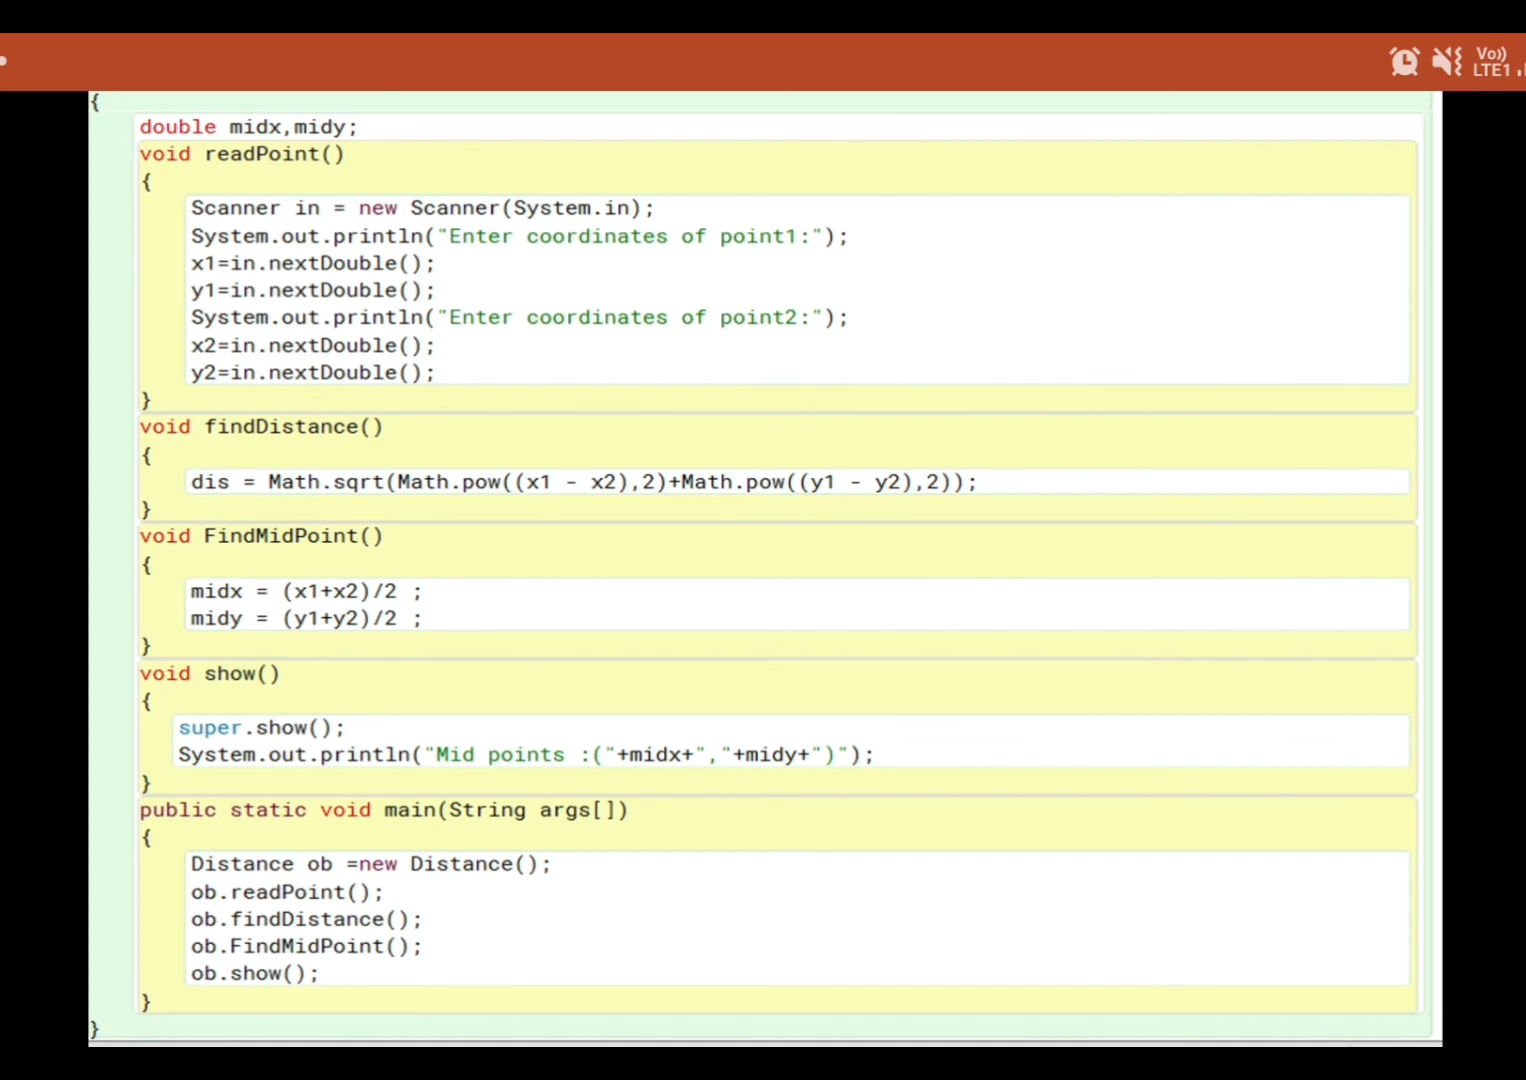 Vo))
LTE1
{
double midx,midy;
void readPoint()
{
Scanner in = new Scanner(System.in);
System.out.println("Enter coordinates of point1:");
x1=in.nextDouble();
y1=in.nextDouble();
System.out.println("Enter coordinates of point2:");
x2=in.nextDouble();
y2=in.nextDouble();
}
void findDistance()
{
dis = Math.sqrt(Math.pow((x1 - x2),2)+Math.pow((y1 - y2),2));
}
void FindMidPoint()
{
midx = (x1+x2)/2 ;
midy = (y1+y2)/2 ;
}
void show()
{
super.show();
System.out.println("Mid points :("+midx+","+midy+")");
}
public static void main(String args[])
{
Distance ob =new Distance();
ob.readPoint();
ob.findDistance();
ob.FindMidPoint();
ob.show();
}
}